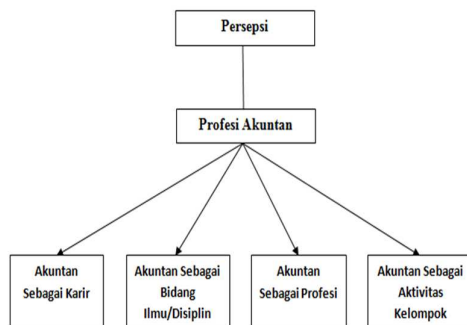 Persepsi
Profesi Akuntan
Akuntan
Sebagai Karir
Akuntan Sebagai
Bidang
Ilmu/Disiplin
Akuntan
Sebagai Profesi
Akuntan Sebagai
Aktivitas
Kelompok